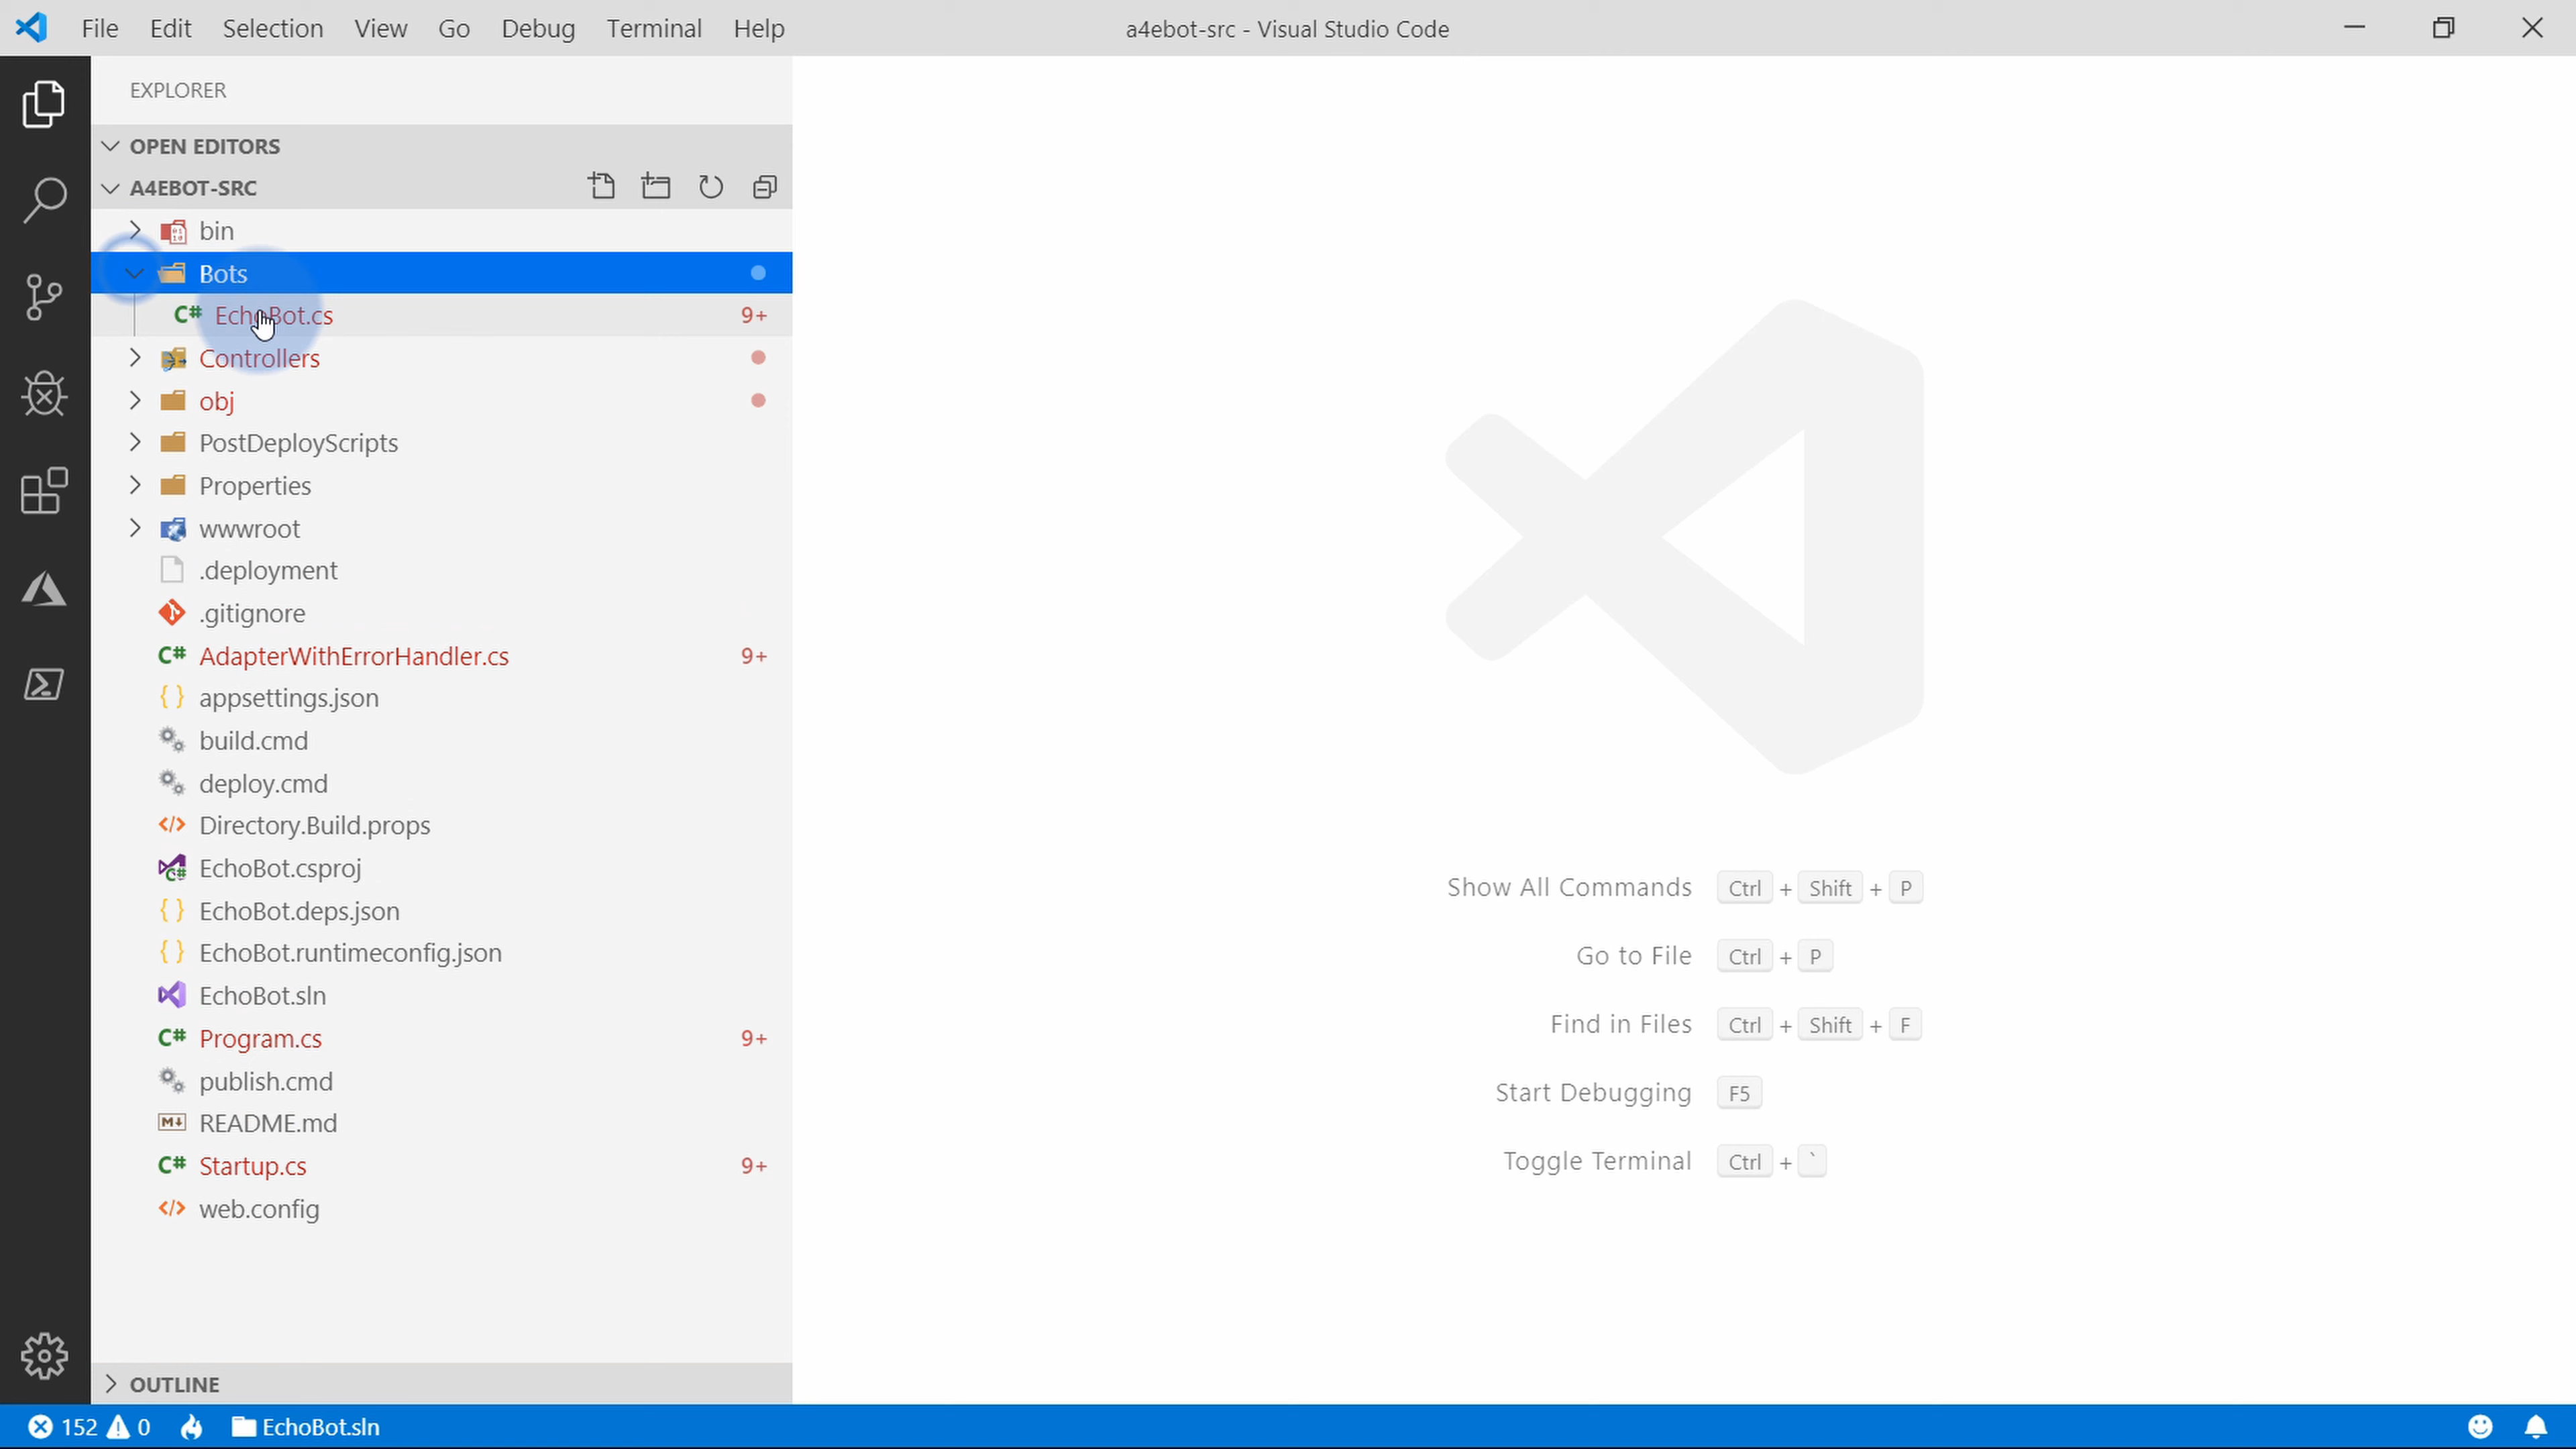 File Edit Selection View Go Debug Terminal Help
a4ebot-src - Visual Studio Code
EXPLORER
OPEN EDITORS
A4EBOT-SRC
bin
Bots
C# EchoBot.cs 9+
Controllers
obj
PostDeployScripts
Properties
wwwroot
.deployment
.gitignore
C# AdapterWithErrorHandler.cs 9+
{ } appsettings.json
build.cmd
deploy.cmd
</> Directory.Build.props
C# EchoBot.csproj
{ } EchoBot.deps.json
{ } EchoBot.runtimeconfig.json
EchoBot.sln
C# Program.cs 9+
publish.cmd
M↓ README.md
C# Startup.cs 9+
</> web.config
OUTLINE
Show All Commands Ctrl + Shift + P
Go to File Ctrl + P
Find in Files Ctrl + Shift + F
Start Debugging F5
Toggle Terminal Ctrl + `
152 0 EchoBot.sln